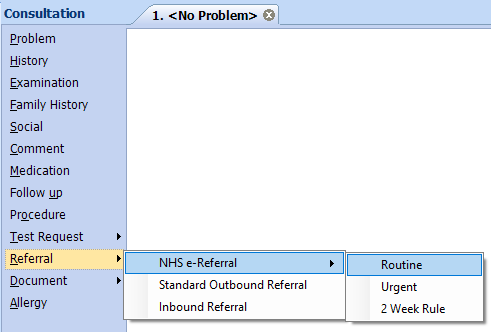 Consultation
1. <No Problem>
Problem
History
Examination
Family History
Social
Comment
Medication
Follow up
Procedure
Test Request
Referral
Document
Allergy
NHS e-Referral
Standard Outbound Referral
Inbound Referral
Routine
Urgent
2 Week Rule